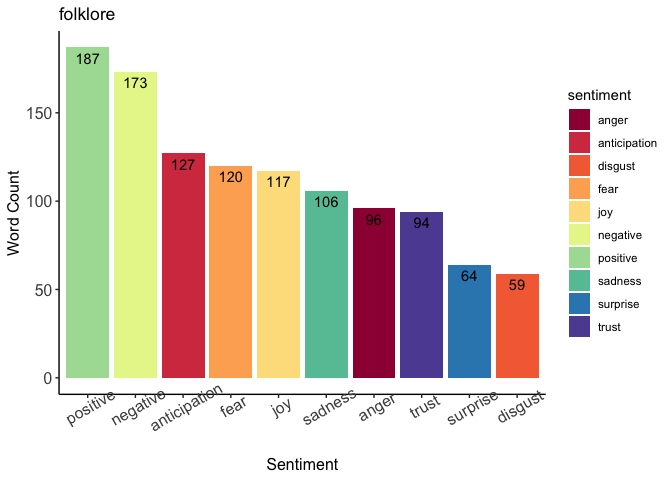 folklore
Word Count
150
100
50
0
187
173
127
120
117
106
96
94
64
59
positive
negative
anticipation
fear
joy
sadness
anger
trust
surprise
disgust
Sentiment
sentiment
anger
anticipation
disgust
fear
joy
negative
positive
sadness
surprise
trust